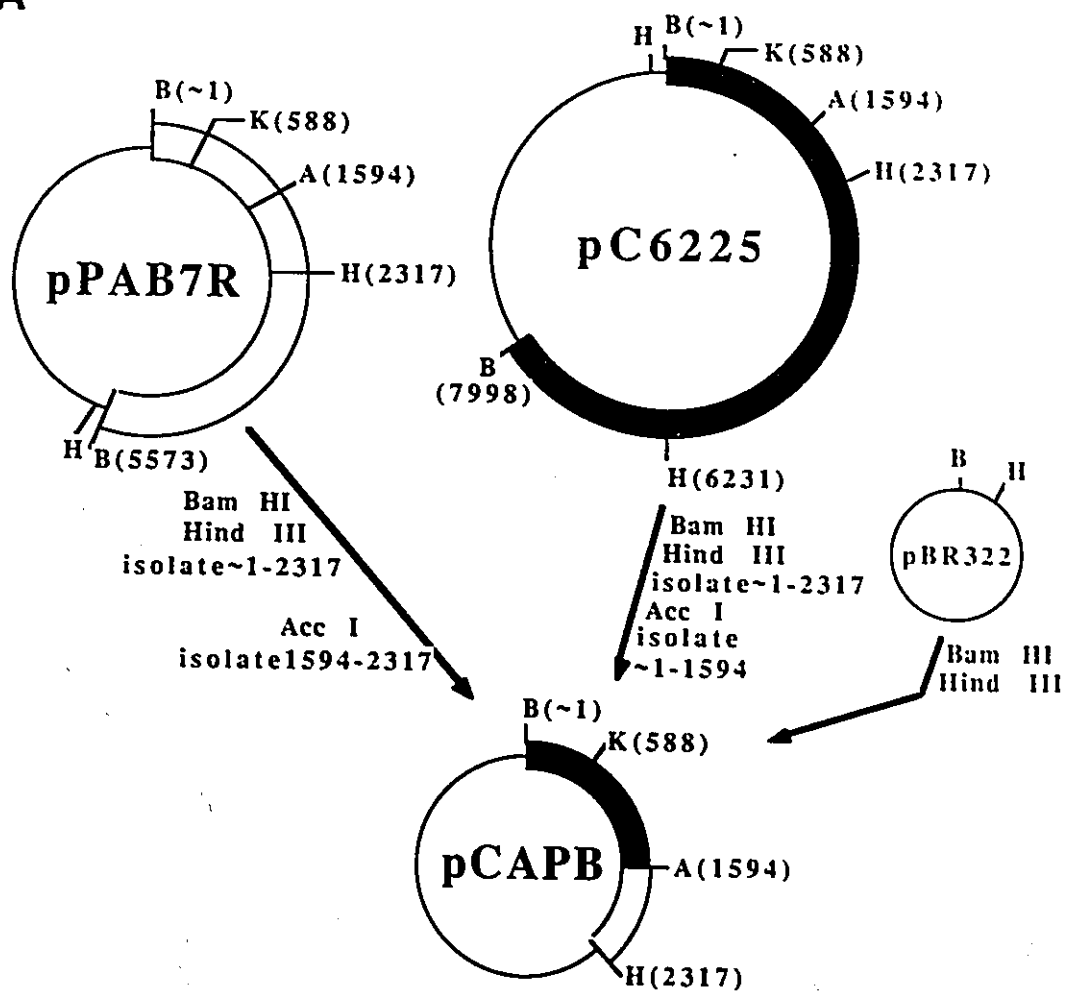 A
B(~1)
K(588)
A(1594)
H(2317)
pPAB7R
H
B(5573)
H
B(~1)
K(588)
A(1594)
H(2317)
pC6225
B
(7998)
H(6231)
B
H
pBR322
Bam HI
Hind III
isolate~1-2317
Acc I
isolate1594-2317
Bam HI
Hind III
isolate~1-2317
Acc I
isolate
~1-1594
Bam III
Hind III
B(~1)
K(588)
pCAPB
A(1594)
H(2317)